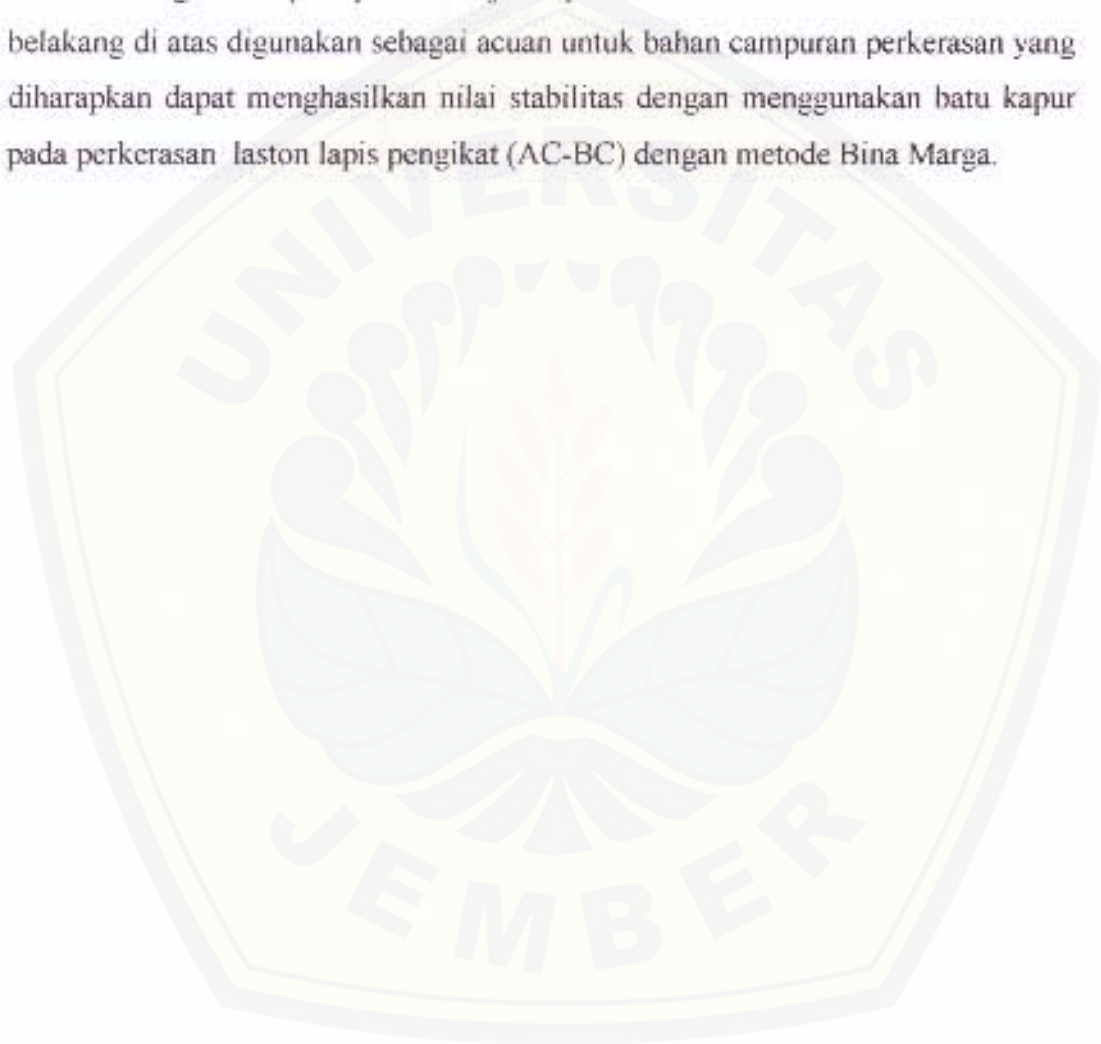 belakang di atas digunakan sebagai acuan untuk bahan campuran perkerasan yang
diharapkan dapat menghasilkan nilai stabilitas dengan menggunakan batu kapur
pada perkerasan laston lapis pengikat (AC-BC) dengan metode Bina Marga.
UNIVERSITAS
JEMBER